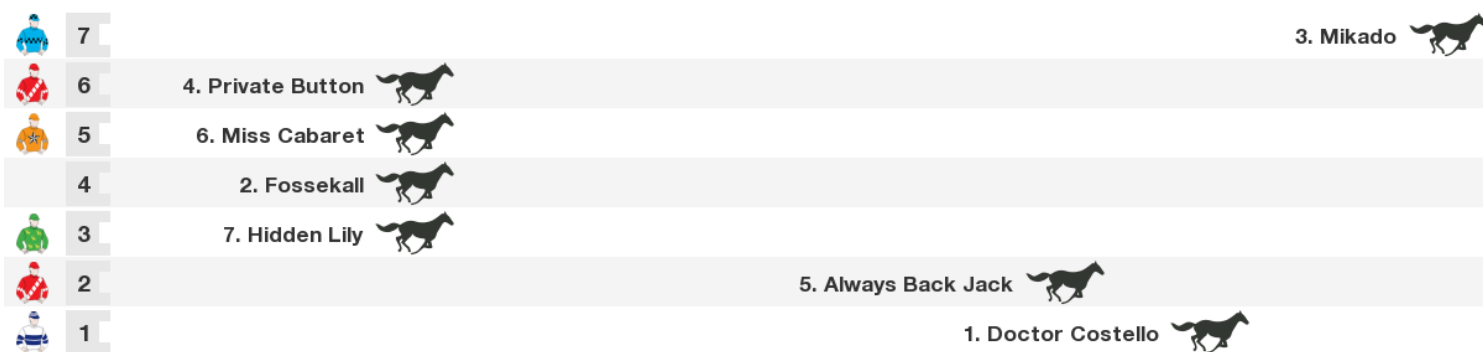 7 3. Mikado
6 4. Private Button
5 6. Miss Cabaret
4 2. Fossekall
3 7. Hidden Lily
2 5. Always Back Jack
1 1. Doctor Costello